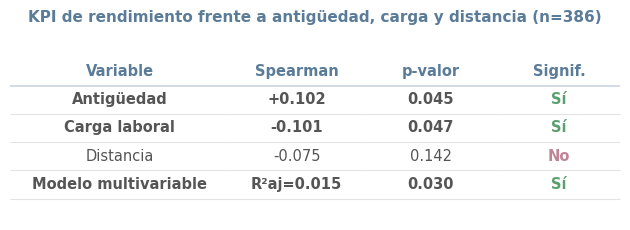 KPI de rendimiento frente a antigüedad, carga y distancia (n=386)
Variable Spearman p-valor Signif.
Antigüedad +0.102 0.045 Sí
Carga laboral -0.101 0.047 Sí
Distancia -0.075 0.142 No
Modelo multivariable R²aj=0.015 0.030 Sí